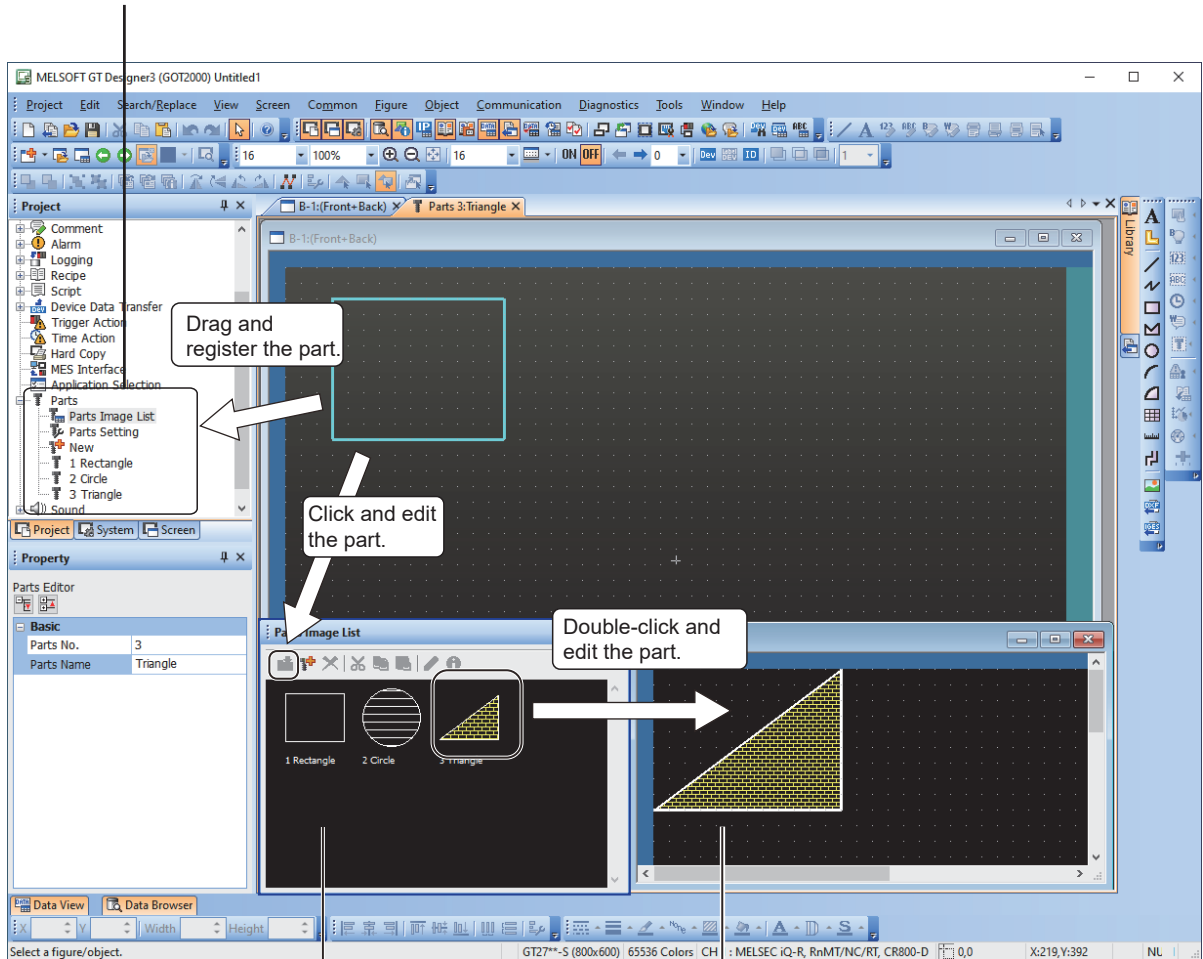 MELSOFT GT Designer3 (GOT2000) Untitled1
Project Edit Search/Replace View Screen Common Figure Object Communication Diagnostics Tools Window Help
16 100% 16 ON OFF 0 Dev ID 1
Project
B-1:(Front+Back)
Parts 3:Triangle
Library
Comment
Alarm
Logging
Recipe
Script
Device Data Transfer
Trigger Action
Time Action
Hard Copy
MES Interface
Application Selection
Parts
Parts Image List
Parts Setting
New
1 Rectangle
2 Circle
3 Triangle
Sound
Project System Screen
B-1:(Front+Back)
Drag and
register the part.
Click and edit
the part.
Double-click and
edit the part.
Property
Parts Editor
Basic
Parts No. 3
Parts Name Triangle
Parts Image List
1 Rectangle 2 Circle 3 Triangle
Data View Data Browser
X Y Width Height
Select a figure/object.
GT27**-S (800x600) 65536 Colors CH : MELSEC iQ-R, RnMT/NC/RT, CR800-D 0,0 X:219,Y:392 NU